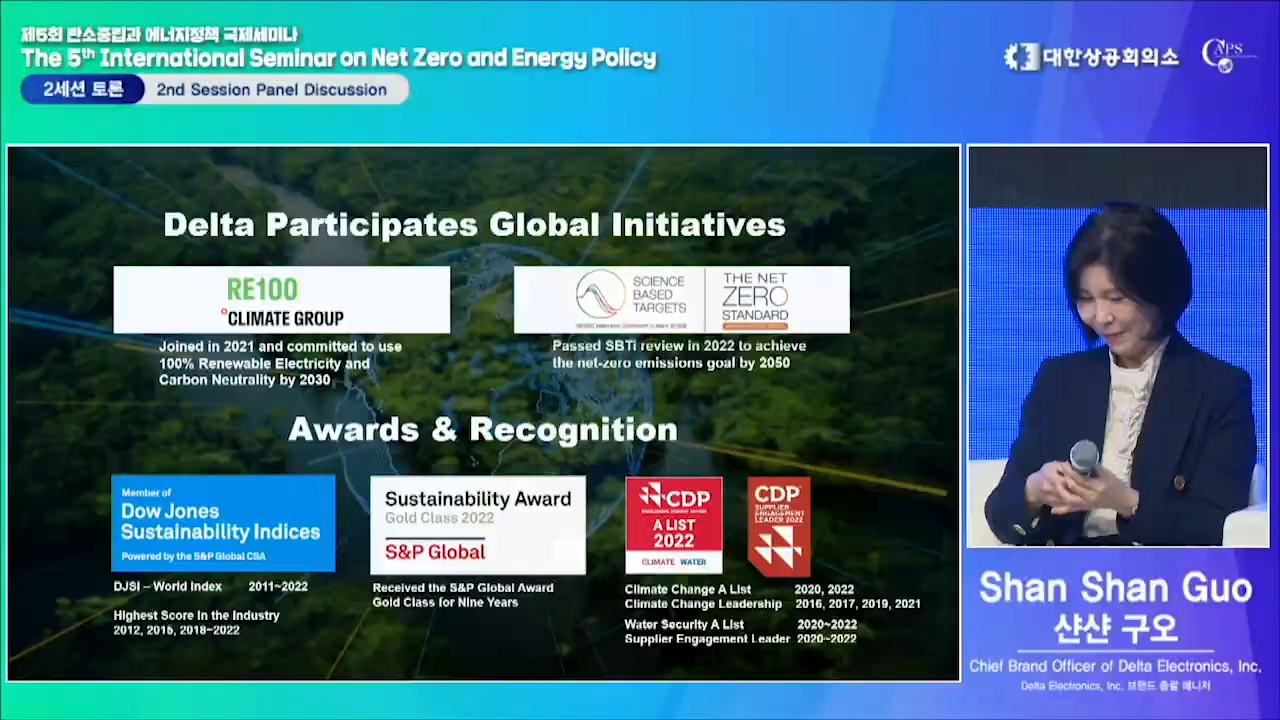 제5회 탄소중립과 에너지정책 국제세미나
The 5th International Seminar on Net Zero and Energy Policy
2세션 토론 2nd Session Panel Discussion
대한상공회의소
CAPS
Delta Participates Global Initiatives
RE100
°CLIMATE GROUP
SCIENCE
BASED
TARGETS
THE NET
ZERO
STANDARD
Joined in 2021 and committed to use
100% Renewable Electricity and
Carbon Neutrality by 2030
Passed SBTi review in 2022 to achieve
the net-zero emissions goal by 2050
Awards & Recognition
Member of
Dow Jones
Sustainability Indices
Powered by the S&P Global CSA
Sustainability Award
Gold Class 2022
S&P Global
CDP
A LIST
2022
CLIMATE WATER
CDP
SUPPLIER
ENGAGEMENT
LEADER 2022
DJSI – World Index 2011~2022
Highest Score in the Industry
2012, 2015, 2018~2022
Received the S&P Global Award
Gold Class for Nine Years
Climate Change A List 2020, 2022
Climate Change Leadership 2016, 2017, 2019, 2021
Water Security A List 2020~2022
Supplier Engagement Leader 2020~2022
Shan Shan Guo
샨샨 구오
Chief Brand Officer of Delta Electronics, Inc.
Delta Electronics, Inc. 브랜드 총괄 매니저